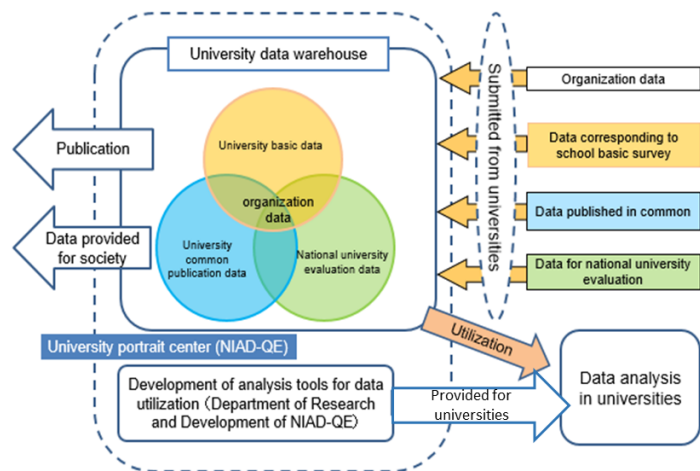 University data warehouse
Publication
Data provided
for society
University basic data
organization
data
University
common
publication data
National university
evaluation data
Submitted from universities
Organization data
Data corresponding to
school basic survey
Data published in common
Data for national university
evaluation
University portrait center (NIAD-QE)
Utilization
Development of analysis tools for data
utilization (Department of Research
and Development of NIAD-QE)
Provided for
universities
Data analysis
in universities